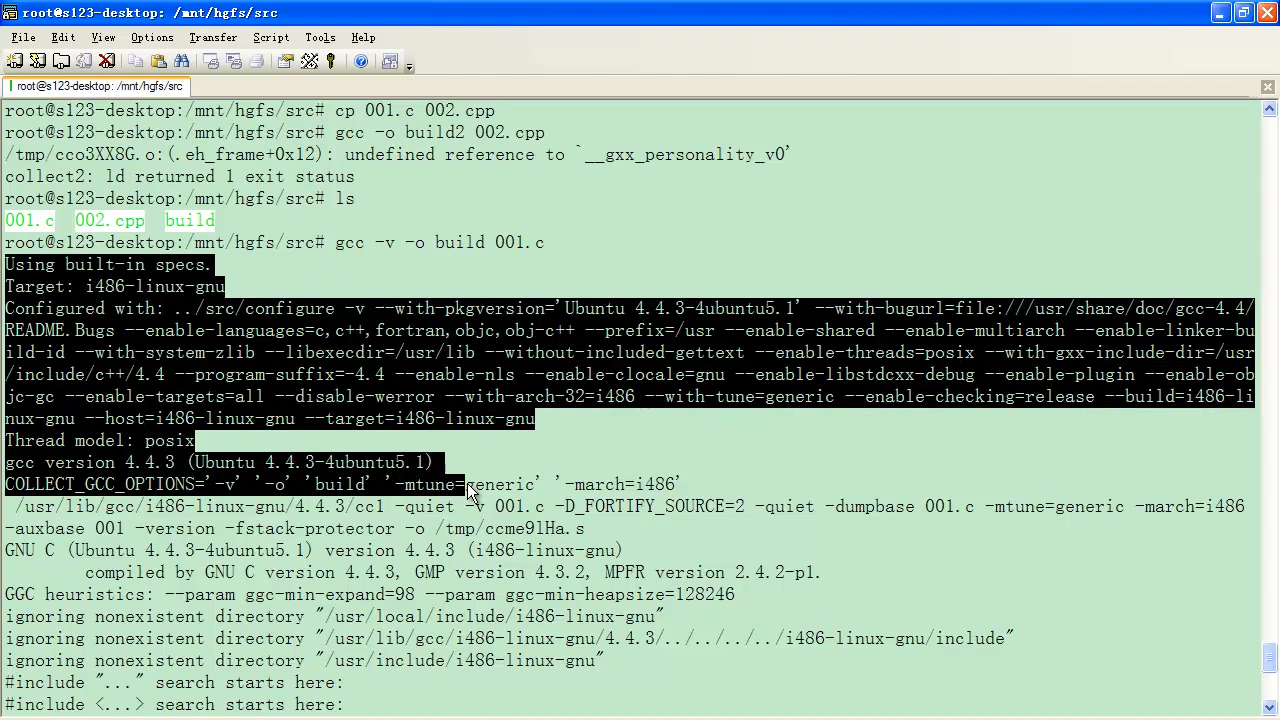 root@s123-desktop: /mnt/hgfs/src
File Edit View Options Transfer Script Tools Help
root@s123-desktop: /mnt/hgfs/src
root@s123-desktop:/mnt/hgfs/src# cp 001.c 002.cpp
root@s123-desktop:/mnt/hgfs/src# gcc -o build2 002.cpp
/tmp/cco3XX8G.o:(.eh_frame+0x12): undefined reference to `__gxx_personality_v0'
collect2: ld returned 1 exit status
root@s123-desktop:/mnt/hgfs/src# ls
001.c 002.cpp build
root@s123-desktop:/mnt/hgfs/src# gcc -v -o build 001.c
Using built-in specs.
Target: i486-linux-gnu
Configured with: ../src/configure -v --with-pkgversion='Ubuntu 4.4.3-4ubuntu5.1' --with-bugurl=file:///usr/share/doc/gcc-4.4/
README.Bugs --enable-languages=c,c++,fortran,objc,obj-c++ --prefix=/usr --enable-shared --enable-multiarch --enable-linker-bu
ild-id --with-system-zlib --libexecdir=/usr/lib --without-included-gettext --enable-threads=posix --with-gxx-include-dir=/usr
/include/c++/4.4 --program-suffix=-4.4 --enable-nls --enable-clocale=gnu --enable-libstdcxx-debug --enable-plugin --enable-ob
jc-gc --enable-targets=all --disable-werror --with-arch-32=i486 --with-tune=generic --enable-checking=release --build=i486-li
nux-gnu --host=i486-linux-gnu --target=i486-linux-gnu
Thread model: posix
gcc version 4.4.3 (Ubuntu 4.4.3-4ubuntu5.1)
COLLECT_GCC_OPTIONS='-v' '-o' 'build' '-mtune=generic' '-march=i486'
/usr/lib/gcc/i486-linux-gnu/4.4.3/cc1 -quiet -v 001.c -D_FORTIFY_SOURCE=2 -quiet -dumpbase 001.c -mtune=generic -march=i486
-auxbase 001 -version -fstack-protector -o /tmp/ccme9lHa.s
GNU C (Ubuntu 4.4.3-4ubuntu5.1) version 4.4.3 (i486-linux-gnu)
compiled by GNU C version 4.4.3, GMP version 4.3.2, MPFR version 2.4.2-p1.
GGC heuristics: --param ggc-min-expand=98 --param ggc-min-heapsize=128246
ignoring nonexistent directory "/usr/local/include/i486-linux-gnu"
ignoring nonexistent directory "/usr/lib/gcc/i486-linux-gnu/4.4.3/../../../../i486-linux-gnu/include"
ignoring nonexistent directory "/usr/include/i486-linux-gnu"
#include "..." search starts here:
#include <...> search starts here: